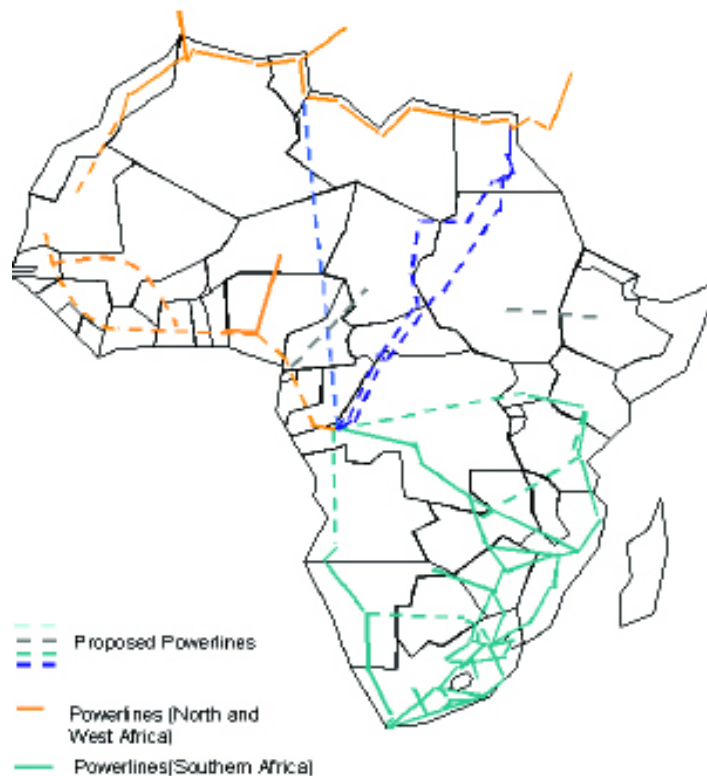 Proposed Powerlines
Powerlines (North and
West Africa)
Powerlines(Southern Africa)